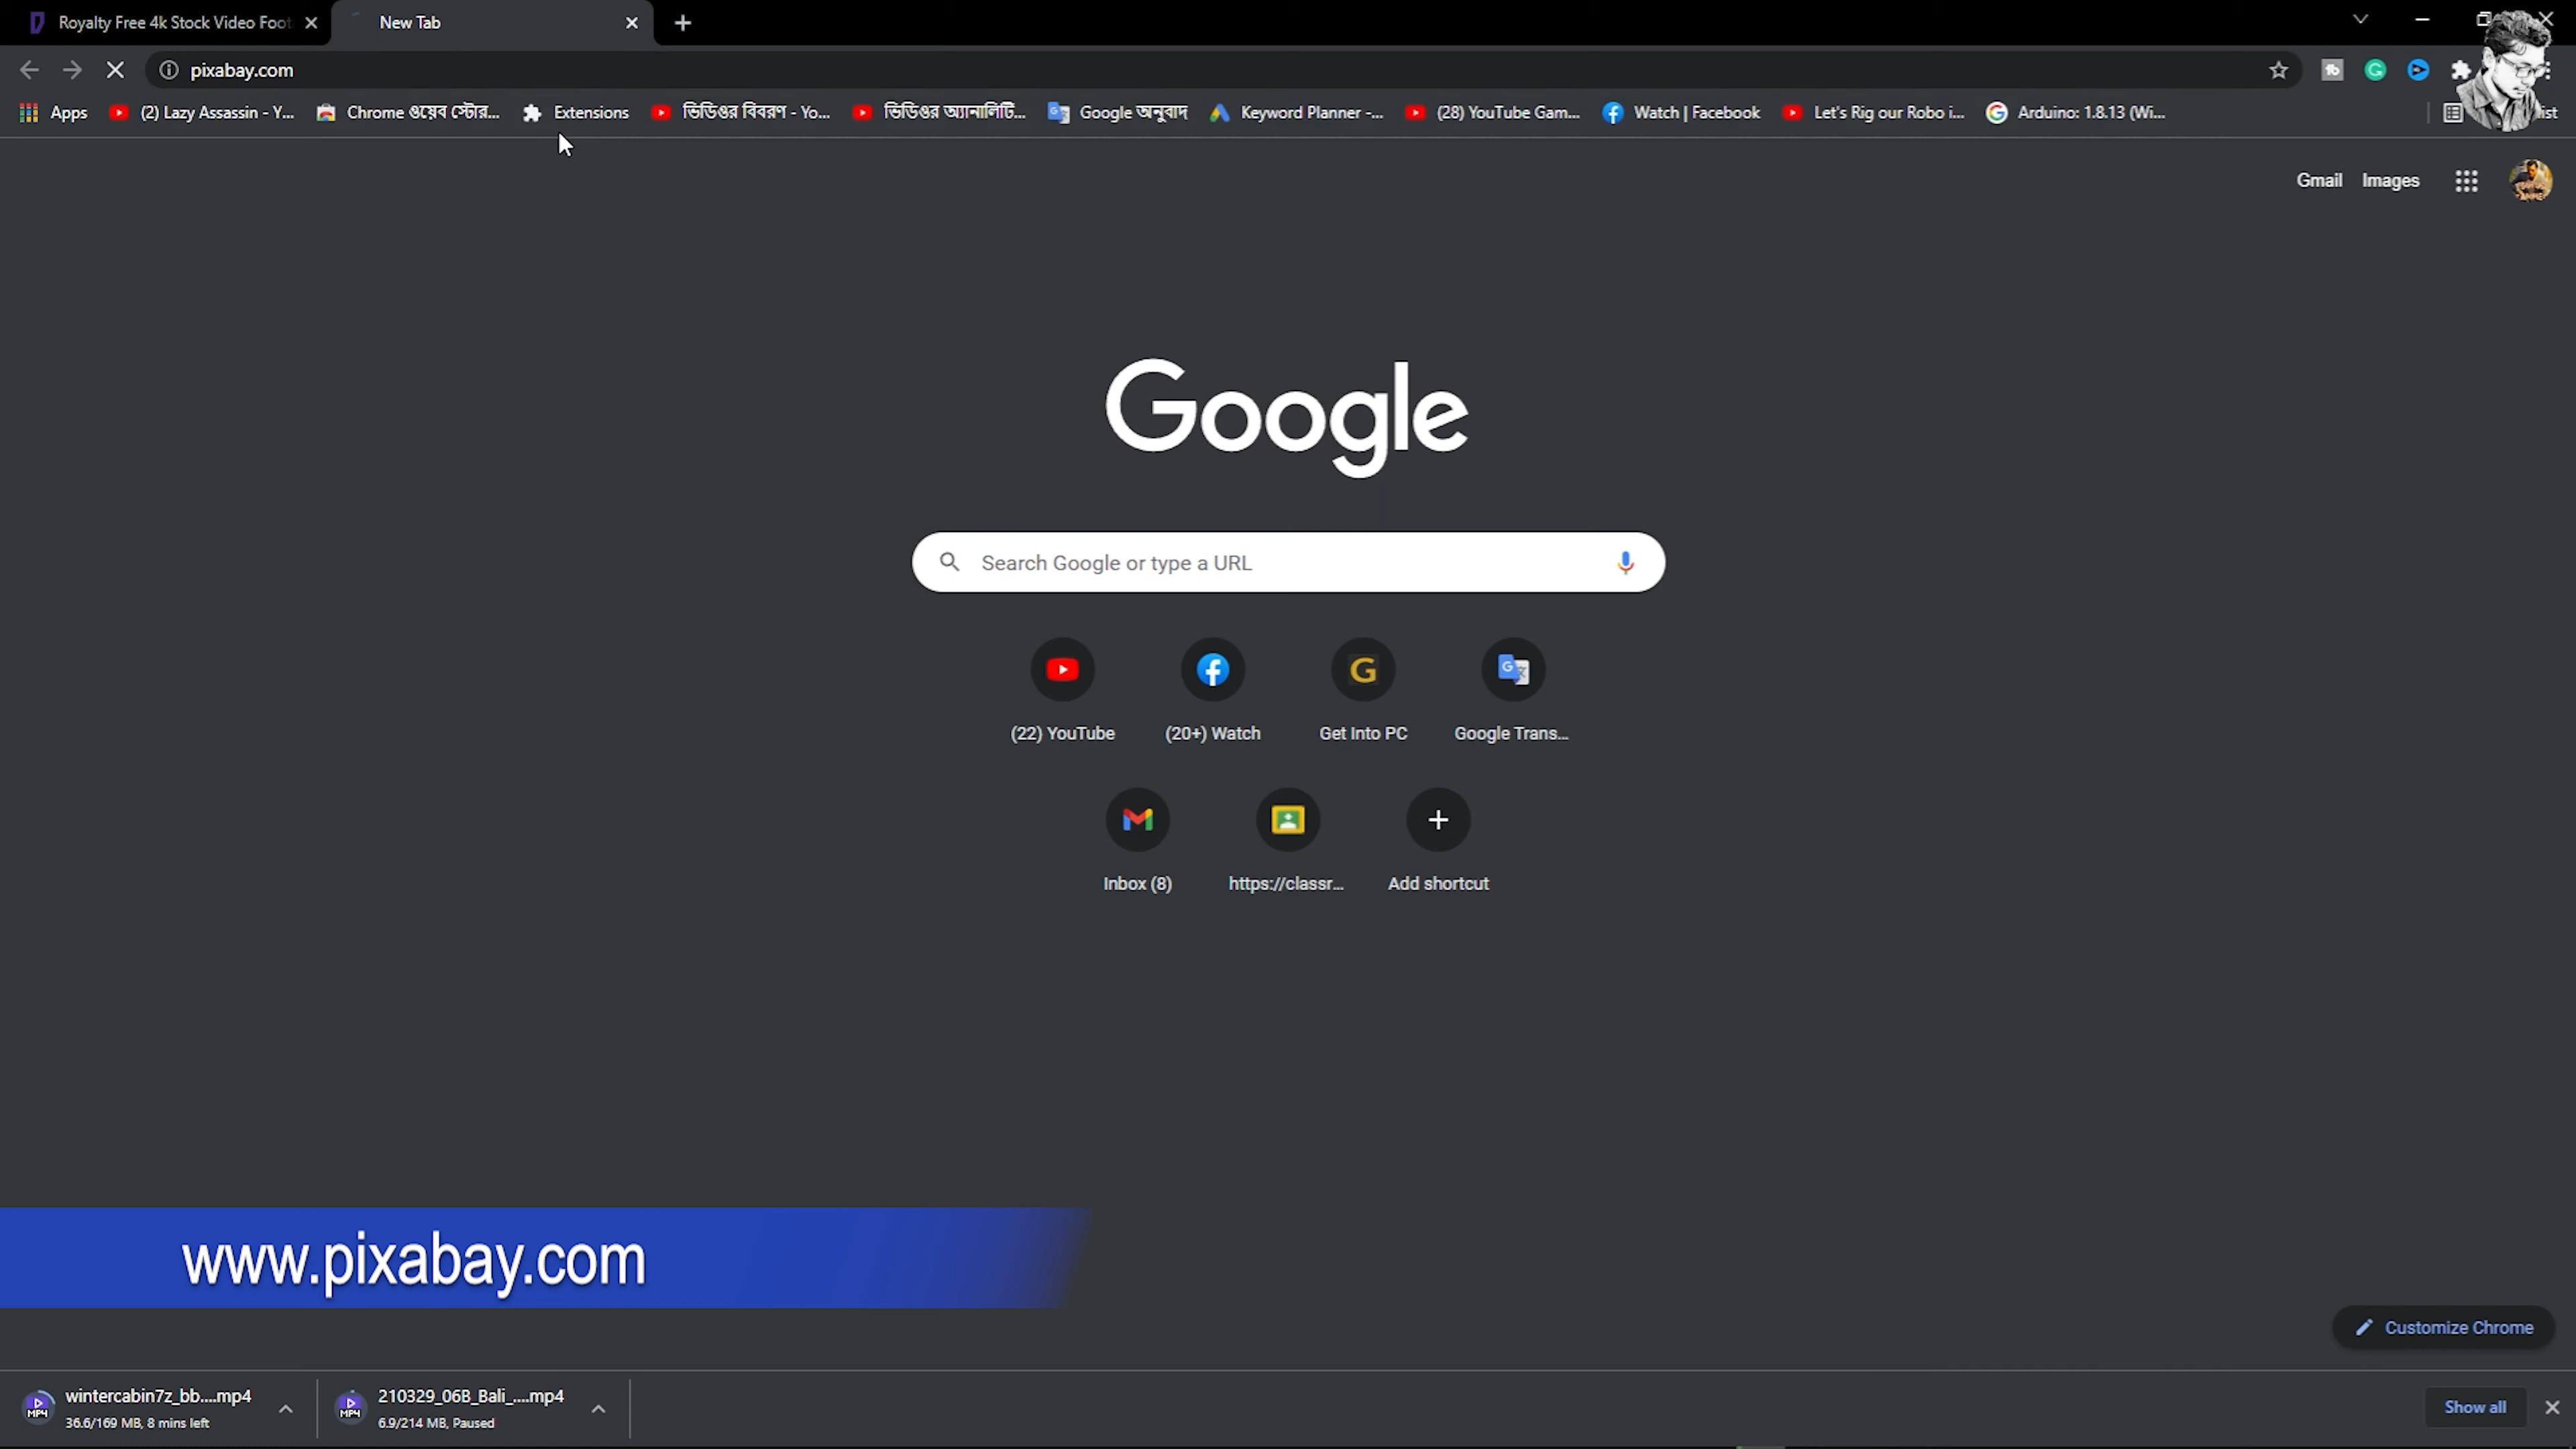 Royalty Free 4k Stock Video Foot
New Tab
pixabay.com
Apps
(2) Lazy Assassin - Y...
Chrome ওয়েব স্টোর...
Extensions
ভিডিওর বিবরণ - Yo...
ভিডিওর অ্যানালিটি...
Google অনুবাদ
Keyword Planner -...
(28) YouTube Gam...
Watch | Facebook
Let's Rig our Robo i...
Arduino: 1.8.13 (Wi...
Gmail Images
Google
Search Google or type a URL
(22) YouTube
(20+) Watch
Get Into PC
Google Trans...
Inbox (8)
https://classr...
Add shortcut
www.pixabay.com
Customize Chrome
wintercabin7z_bb....mp4
36.6/169 MB, 8 mins left
210329_06B_Bali_....mp4
6.9/214 MB, Paused
Show all